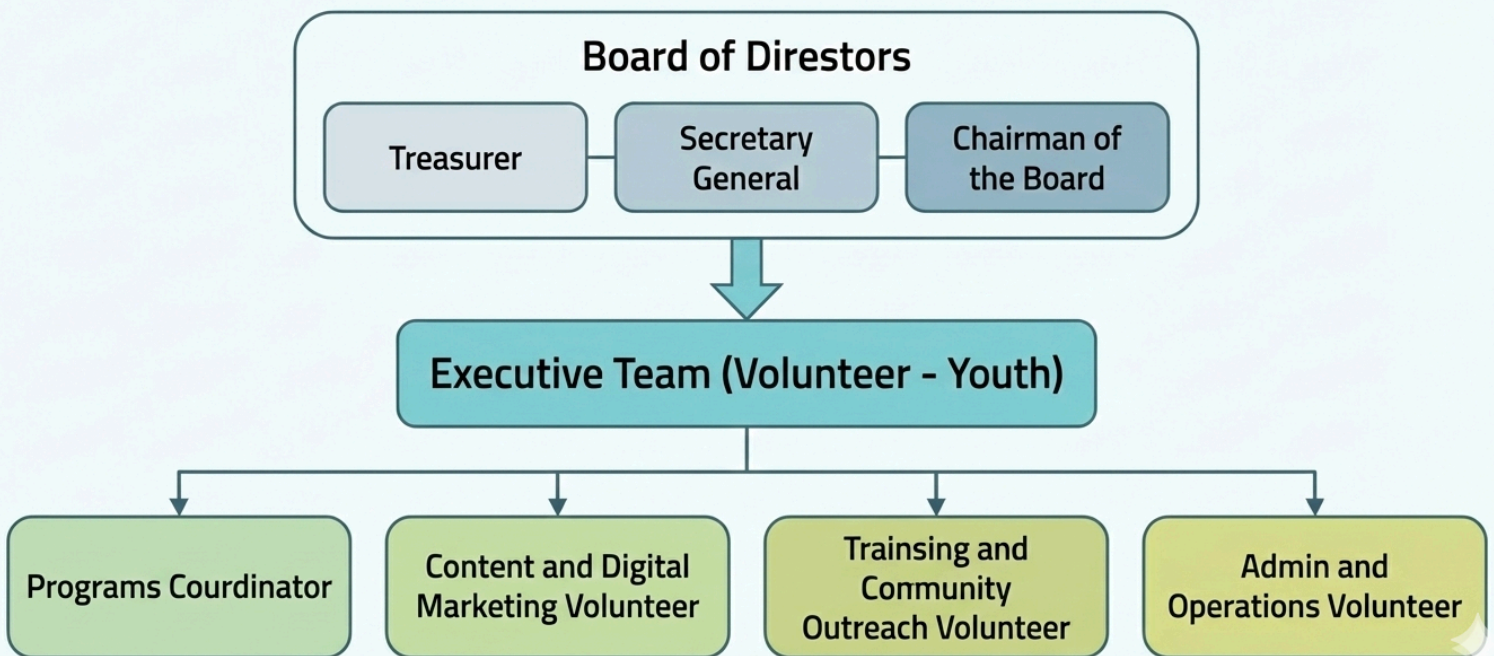 Board of Direstors
Treasurer
Secretary
General
Chairman of
the Board
Executive Team (Volunteer - Youth)
Programs Courdinator
Content and Digital
Marketing Volunteer
Trainsing and
Community
Outreach Volunteer
Admin and
Operations Volunteer